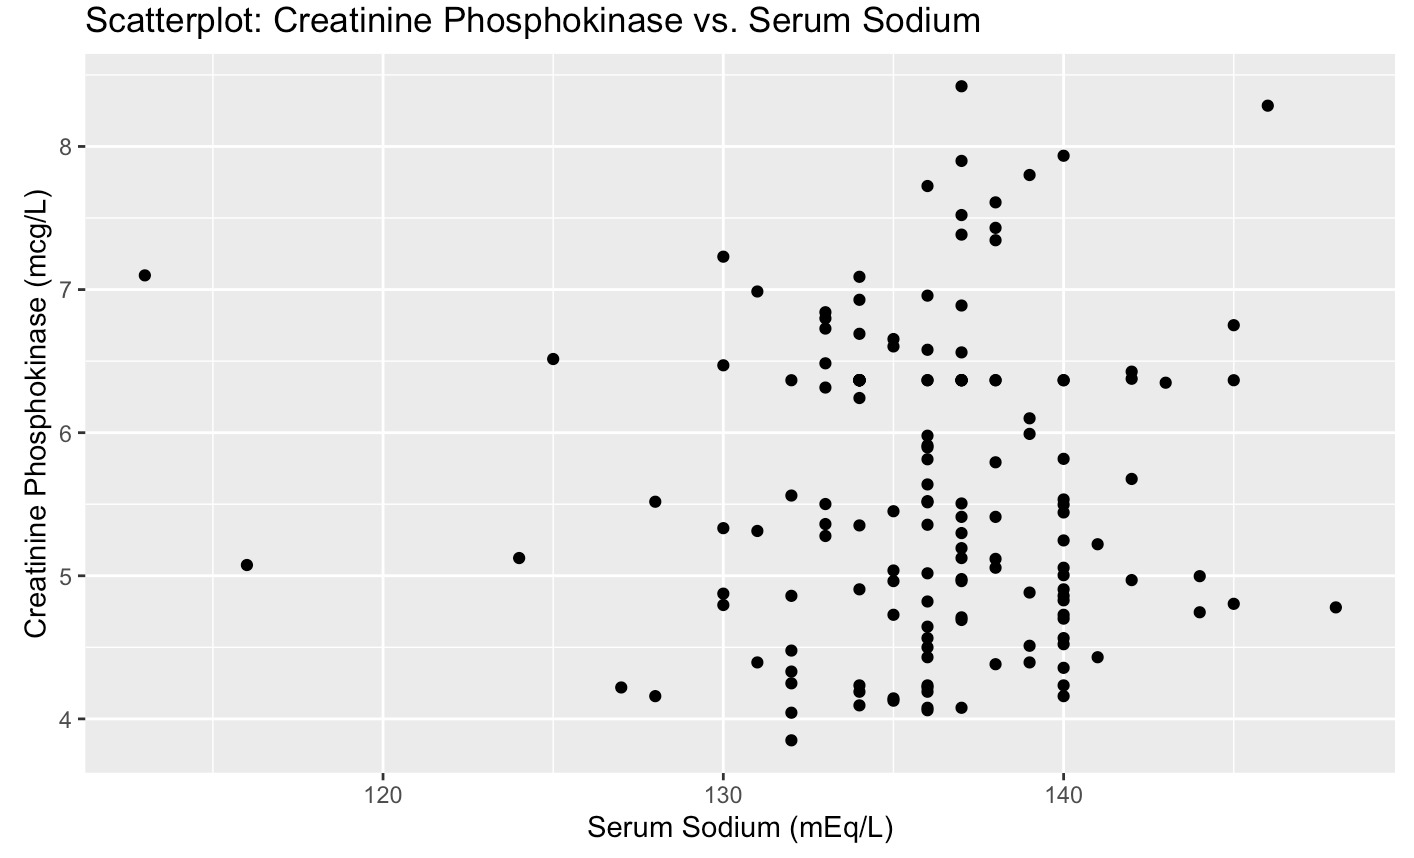 Scatterplot: Creatinine Phosphokinase vs. Serum Sodium
Creatinine Phosphokinase (mcg/L)
8
7
6
5
4
120
130
140
Serum Sodium (mEq/L)